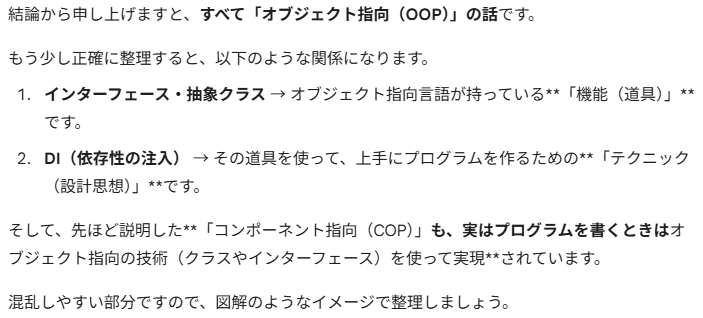 結論から申し上げますと、すべて「オブジェクト指向（OOP）」の話です。
もう少し正確に整理すると、以下のような関係になります。
1. インターフェース・抽象クラス → オブジェクト指向言語が持っている**「機能（道具）」**
です。
2. DI（依存性の注入） → その道具を使って、上手にプログラムを作るための**「テクニック
（設計思想）」**です。
そして、先ほど説明した**「コンポーネント指向（COP）」も、実はプログラムを書くときはオ
ブジェクト指向の技術（クラスやインターフェース）を使って実現**されています。
混乱しやすい部分ですので、図解のようなイメージで整理しましょう。